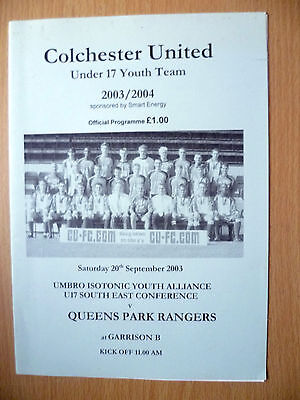 Colchester United
Under 17 Youth Team
2003/2004
sponsored by Smart Energy
Official Programme £1.00
CU-FC.COM CU-FC.COM
Saturday 20th September 2003
UMBRO ISOTONIC YOUTH ALLIANCE
U17 SOUTH EAST CONFERENCE
v
QUEENS PARK RANGERS
at GARRISON B
KICK OFF 11.00 AM